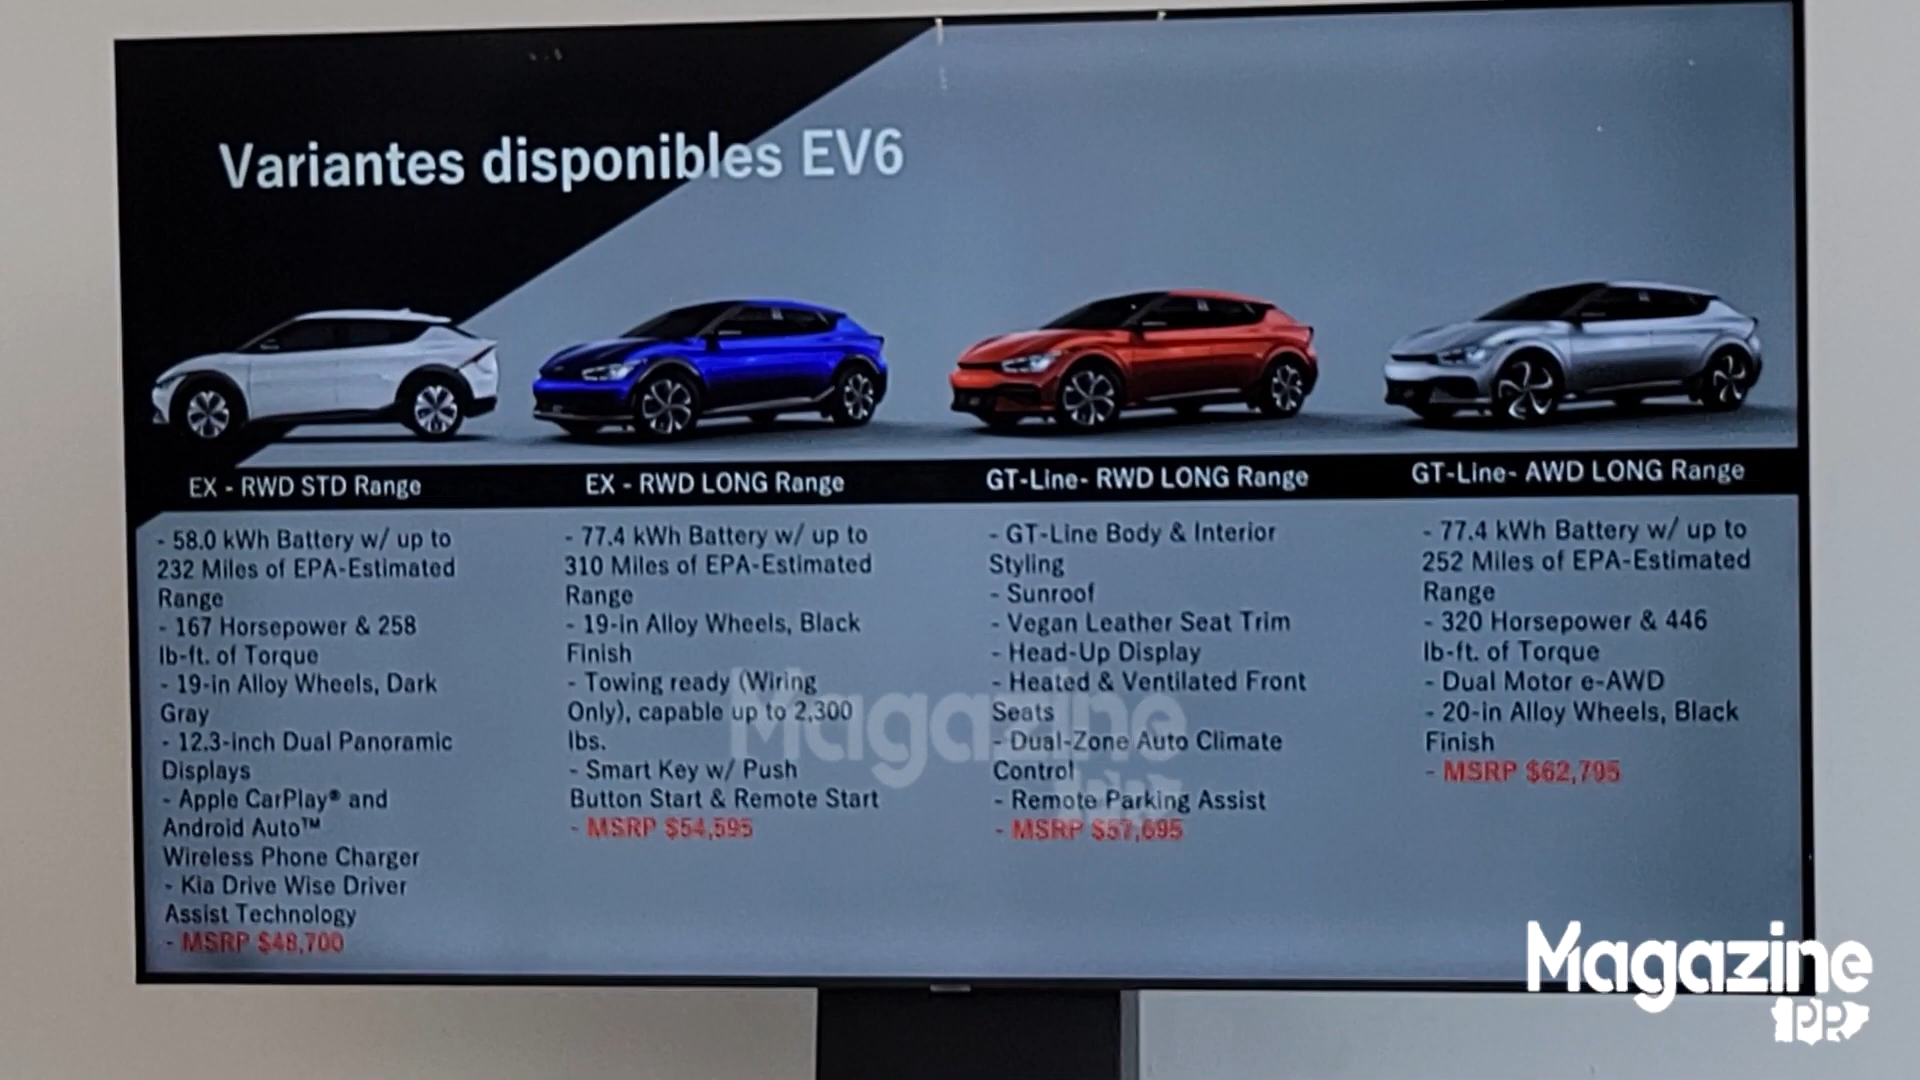 Variantes disponibles EV6
EX - RWD STD Range
- 58.0 kWh Battery w/ up to
232 Miles of EPA-Estimated
Range
- 167 Horsepower & 258
lb-ft. of Torque
- 19-in Alloy Wheels, Dark
Gray
- 12.3-inch Dual Panoramic
Displays
- Apple CarPlay® and
Android Auto™
Wireless Phone Charger
- Kia Drive Wise Driver
Assist Technology
- MSRP $48,700
EX - RWD LONG Range
- 77.4 kWh Battery w/ up to
310 Miles of EPA-Estimated
Range
- 19-in Alloy Wheels, Black
Finish
- Towing ready (Wiring
Only), capable up to 2,300
lbs.
- Smart Key w/ Push
Button Start & Remote Start
- MSRP $54,595
GT-Line- RWD LONG Range
- GT-Line Body & Interior
Styling
- Sunroof
- Vegan Leather Seat Trim
- Head-Up Display
- Heated & Ventilated Front
Seats
- Dual-Zone Auto Climate
Control
- Remote Parking Assist
- MSRP $57,695
GT-Line- AWD LONG Range
- 77.4 kWh Battery w/ up to
252 Miles of EPA-Estimated
Range
- 320 Horsepower & 446
lb-ft. of Torque
- Dual Motor e-AWD
- 20-in Alloy Wheels, Black
Finish
- MSRP $62,795
Magazine
Magazine
PR